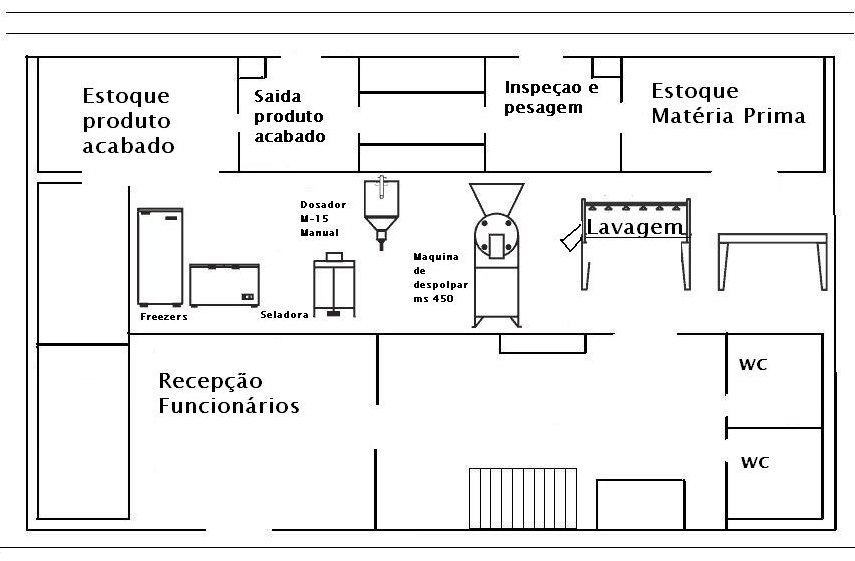 Estoque
produto
acabado
Saida
produto
acabado
Inspeçao e
pesagem
Estoque
Matéria Prima
Dosador
M-15
Manual
Maquina
de
despolpar
ms 450
Lavagem
Freezers
Seladora
Recepção
Funcionários
WC
WC